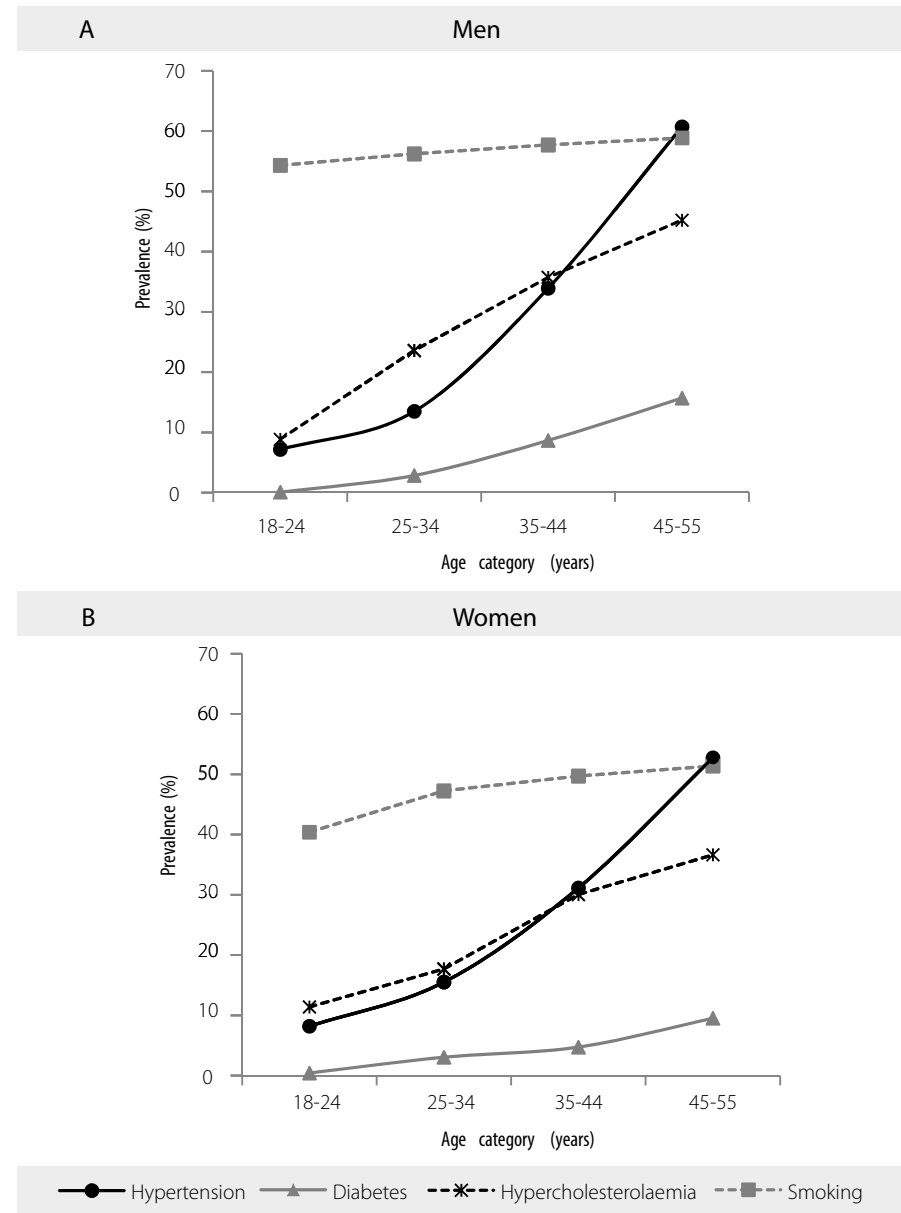 A Men
70
60
50
40
30
20
10
0
Prevalence (%)
18-24 25-34 35-44 45-55
Age category (years)
B Women
70
60
50
40
30
20
10
0
Prevalence (%)
18-24 25-34 35-44 45-55
Age category (years)
Hypertension Diabetes Hypercholesterolaemia Smoking